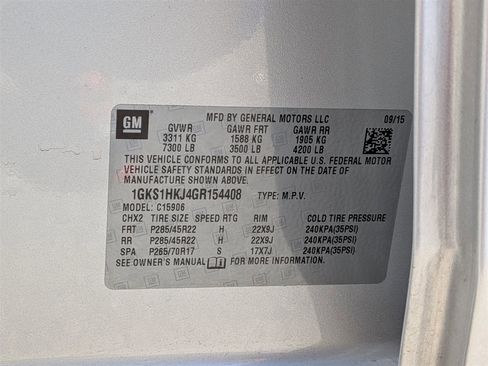 GM
MFD BY GENERAL MOTORS LLC 09/15
GVWR GAWR FRT GAWR RR
3311 KG 1588 KG 1905 KG
7300 LB 3500 LB 4200 LB
THIS VEHICLE CONFORMS TO ALL APPLICABLE U.S. FEDERAL MOTOR
VEHICLE SAFETY STANDARDS IN EFFECT ON THE DATE OF
MANUFACTURE SHOWN ABOVE.
1GKS1HKJ4GR154408 TYPE: M.P.V.
MODEL: C15906
CHX2 TIRE SIZE SPEED RTG RIM COLD TIRE PRESSURE
FRT P285/45R22 H 22X9J 240KPA(35PSI)
RR P285/45R22 H 22X9J 240KPA(35PSI)
SPA P265/70R17 S 17X7J 240KPA(35PSI)
SEE OWNER'S MANUAL FOR MORE INFORMATION.